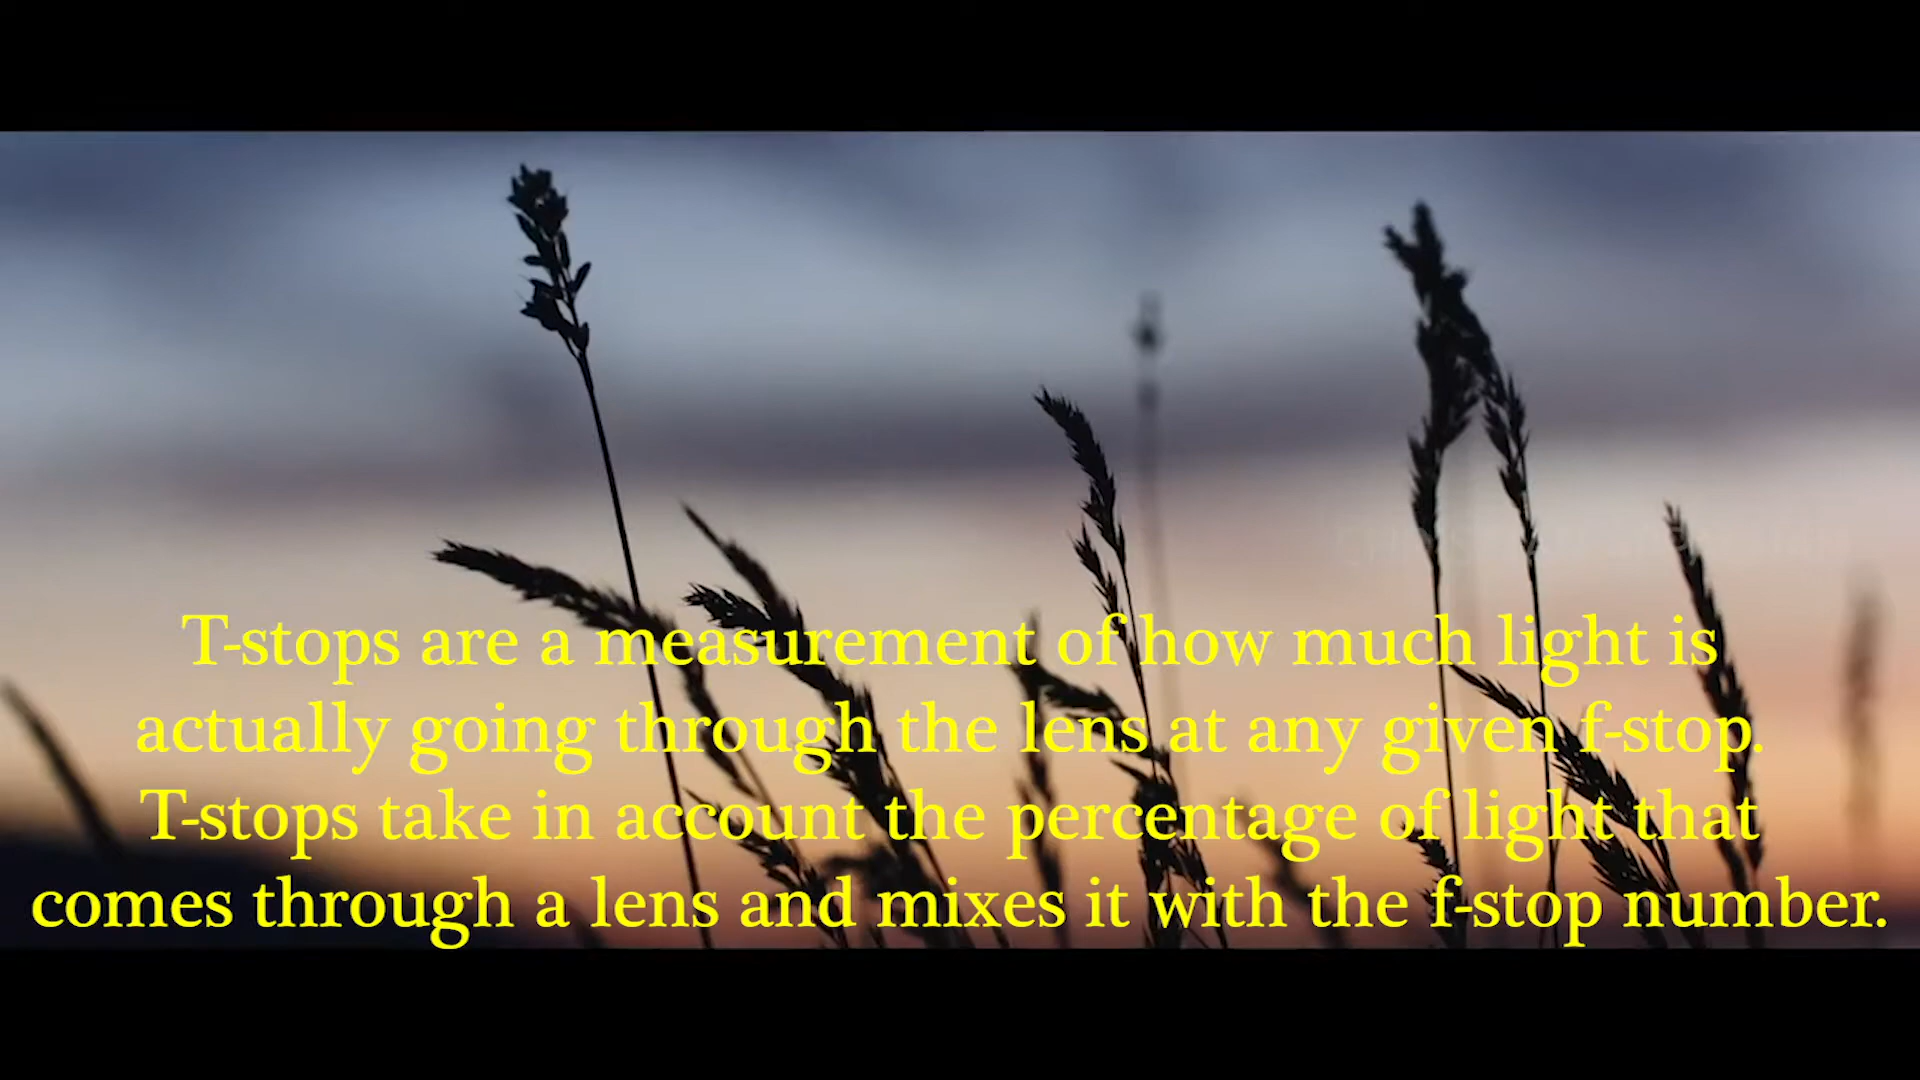 T-stops are a measurement of how much light is
actually going through the lens at any given f-stop.
T-stops take in account the percentage of light that
comes through a lens and mixes it with the f-stop number.